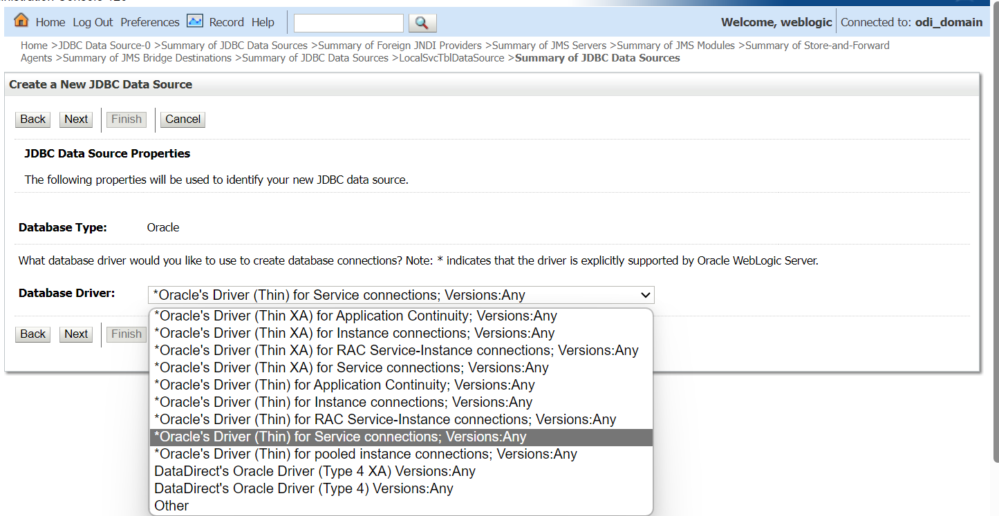 Home Log Out Preferences Record Help
Welcome, weblogic Connected to: odi_domain
Home >JDBC Data Source-0 >Summary of JDBC Data Sources >Summary of Foreign JNDI Providers >Summary of JMS Servers >Summary of JMS Modules >Summary of Store-and-Forward
Agents >Summary of JMS Bridge Destinations >Summary of JDBC Data Sources >LocalSvcTblDataSource >Summary of JDBC Data Sources
Create a New JDBC Data Source
Back Next Finish Cancel
JDBC Data Source Properties
The following properties will be used to identify your new JDBC data source.
Database Type: Oracle
What database driver would you like to use to create database connections? Note: * indicates that the driver is explicitly supported by Oracle WebLogic Server.
Database Driver: *Oracle's Driver (Thin) for Service connections; Versions:Any
*Oracle's Driver (Thin XA) for Application Continuity; Versions:Any
*Oracle's Driver (Thin XA) for Instance connections; Versions:Any
*Oracle's Driver (Thin XA) for RAC Service-Instance connections; Versions:Any
*Oracle's Driver (Thin XA) for Service connections; Versions:Any
*Oracle's Driver (Thin) for Application Continuity; Versions:Any
*Oracle's Driver (Thin) for Instance connections; Versions:Any
*Oracle's Driver (Thin) for RAC Service-Instance connections; Versions:Any
*Oracle's Driver (Thin) for Service connections; Versions:Any
*Oracle's Driver (Thin) for pooled instance connections; Versions:Any
DataDirect's Oracle Driver (Type 4 XA) Versions:Any
DataDirect's Oracle Driver (Type 4) Versions:Any
Other
Back Next Finish